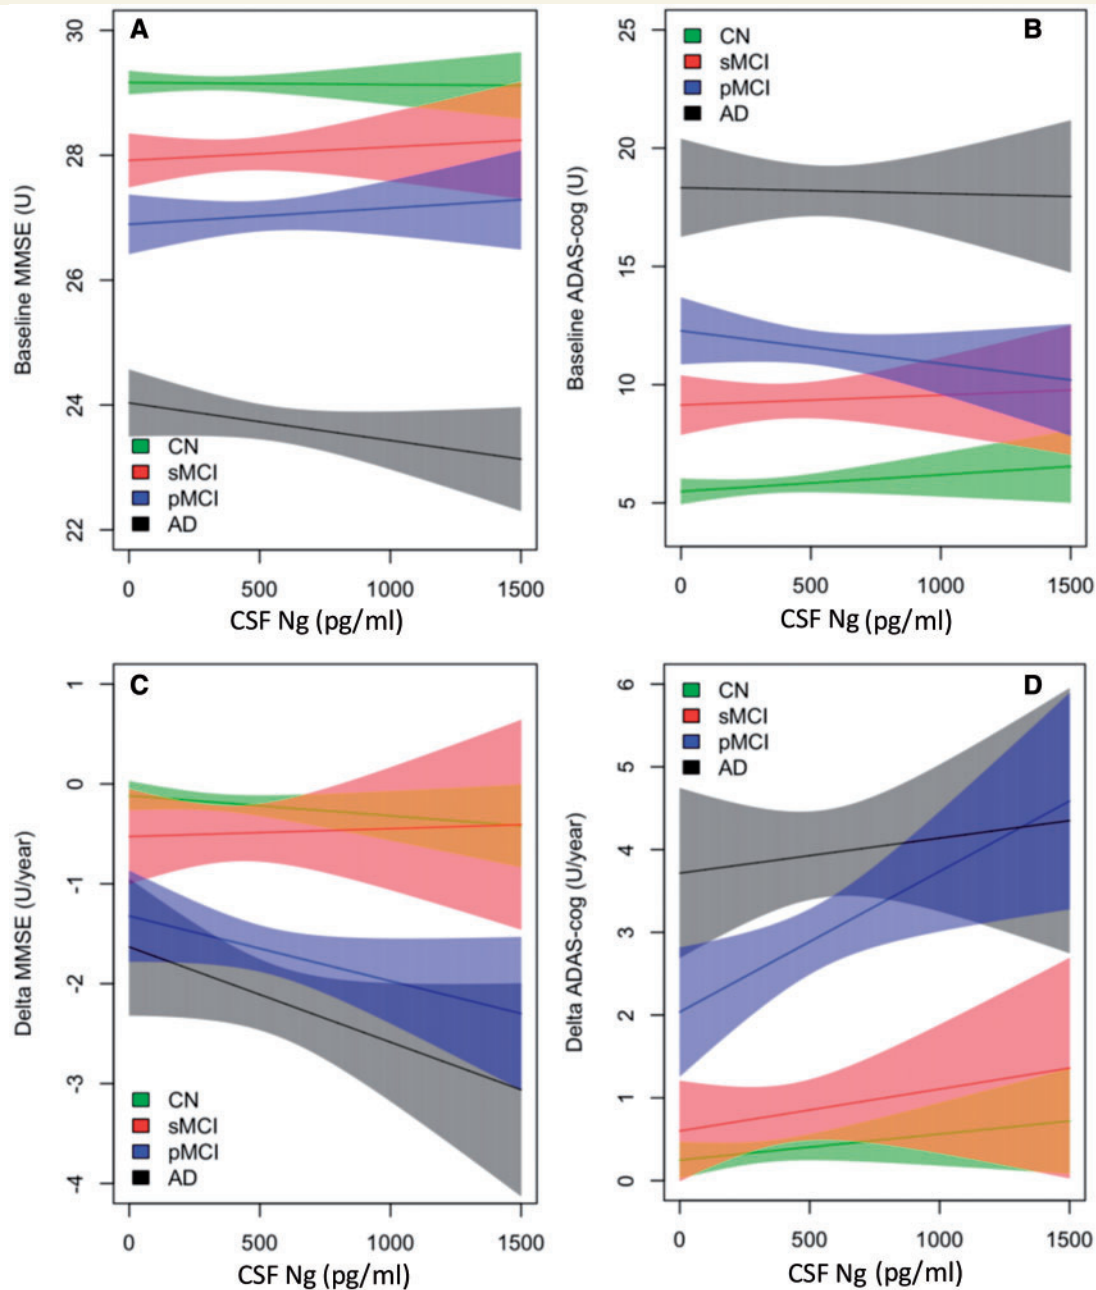 A
B
30
28
26
24
22
Baseline MMSE (U)
CN
sMCI
pMCI
AD
0 500 1000 1500
CSF Ng (pg/ml)
25
20
15
10
5
Baseline ADAS-cog (U)
CN
sMCI
pMCI
AD
0 500 1000 1500
CSF Ng (pg/ml)
C
1
0
-1
-2
-3
-4
Delta MMSE (U/year)
CN
sMCI
pMCI
AD
0 500 1000 1500
CSF Ng (pg/ml)
D
6
5
4
3
2
1
0
Delta ADAS-cog (U/year)
CN
sMCI
pMCI
AD
0 500 1000 1500
CSF Ng (pg/ml)